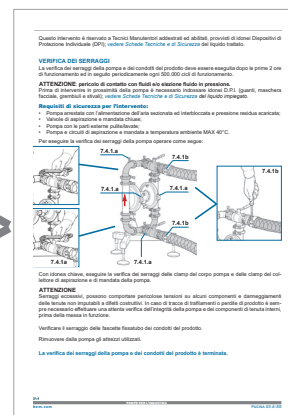 Questo intervento è riservato a Tecnici Manutentori addestrati ed abilitati, provvisti di idonei Dispositivi di
Protezione Individuale (DPI); vedere Schede Tecniche e di Sicurezza del liquido trattato.
VERIFICA DEI SERRAGGI
La verifica dei serraggi della pompa e dei condotti del prodotto deve essere eseguita dopo le prime 2 ore
di funzionamento ed in seguito periodicamente ogni 500.000 cicli di funzionamento.
ATTENZIONE: pericolo di contatto con fluidi e/o eiezione fluido in pressione.
Prima di intervenire in prossimità della pompa è necessario indossare idonei D.P.I. (guanti, maschera
facciale, grembiuli e stivali); vedere Schede Tecniche e di Sicurezza del liquido impiegato.
Requisiti di sicurezza per l'intervento:
• Pompa arrestata con l'alimentazione dell'aria sezionata ed interbloccata e pressione residua scaricata;
• Valvole di aspirazione e mandata chiuse;
• Pompa con le parti esterne pulite/lavate;
• Pompa e circuiti di aspirazione e mandata a temperatura ambiente MAX 40°C.
Per eseguire la verifica dei serraggi della pompa operare come segue:
7.4.1.a
7.4.1.b
7.4.1.b
7.4.1.a
7.4.1.a
7.4.1.b
7.4.1.a
7.4.1.a
Con idonea chiave, eseguire la verifica dei serraggi delle clamp del corpo pompa e delle clamp dei col-
lettore di aspirazione e di mandata della pompa.
ATTENZIONE
Serraggi eccessivi, possono comportare pericolose tensioni su alcuni componenti e danneggiamenti
delle tenute non imputabili a difetti costruttivi. In caso di tracce di trafilamenti o perdite di prodotto è sem-
pre necessario effettuare una attenta verifica dell'integrità della pompa e dei componenti di tenuta interni,
prima della messa in funzione.
Verificare il serraggio delle fascette fissatubo dei condotti del prodotto.
Rimuovere dalla pompa gli attrezzi utilizzati.
La verifica dei serraggi della pompa e dei condotti del prodotto è terminata.